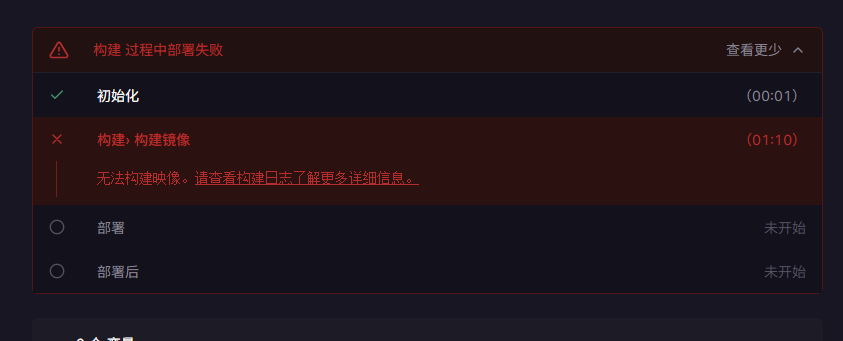 构建 过程中部署失败
查看更少
初始化
(00:01)
构建› 构建镜像
(01:10)
无法构建映像。请查看构建日志了解更多详细信息。
部署
未开始
部署后
未开始